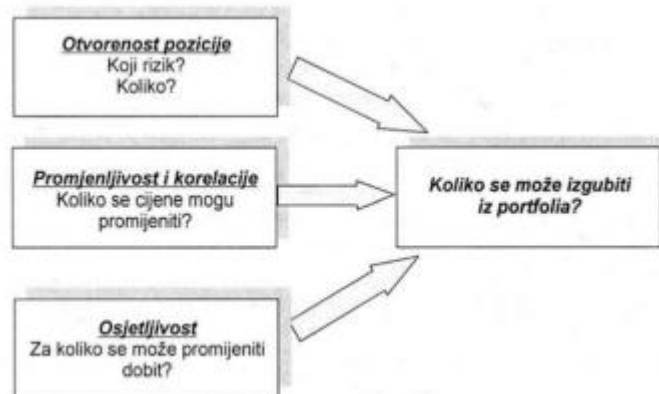 Otvorenost pozicije
Koji rizik?
Koliko?
Promjenljivost i korelacije
Koliko se cijene mogu
promijeniti?
Koliko se može izgubiti
iz portfolia?
Osjetljivost
Za koliko se može promijeniti
dobit?